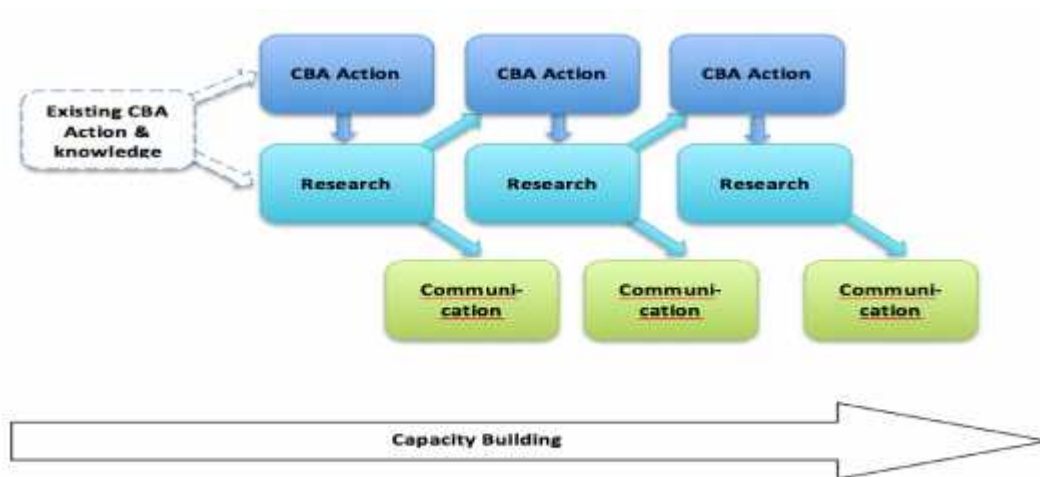 CBA Action
CBA Action
CBA Action
Existing CBA
Action &
knowledge
Research
Research
Research
Communi-
cation
Communi-
cation
Communi-
cation
Capacity Building